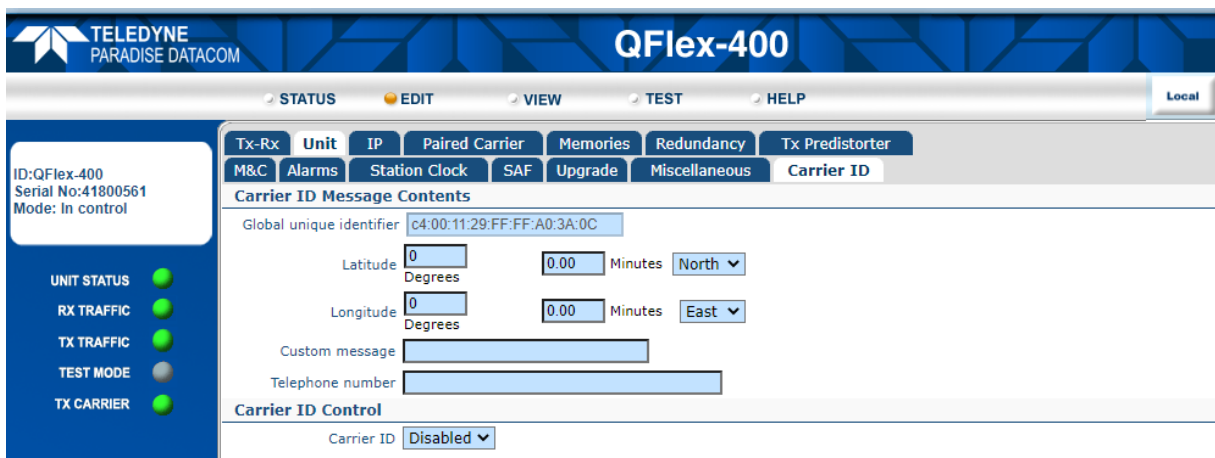 TELEDYNE
PARADISE DATACOM
QFlex-400
STATUS EDIT VIEW TEST HELP
Local
Tx-Rx Unit IP Paired Carrier Memories Redundancy Tx Predistorter
M&C Alarms Station Clock SAF Upgrade Miscellaneous Carrier ID
ID:QFlex-400
Serial No:41800561
Mode: In control
UNIT STATUS
RX TRAFFIC
TX TRAFFIC
TEST MODE
TX CARRIER
Carrier ID Message Contents
Global unique identifier c4:00:11:29:FF:FF:A0:3A:0C
Latitude 0 Degrees 0.00 Minutes North
Longitude 0 Degrees 0.00 Minutes East
Custom message
Telephone number
Carrier ID Control
Carrier ID Disabled